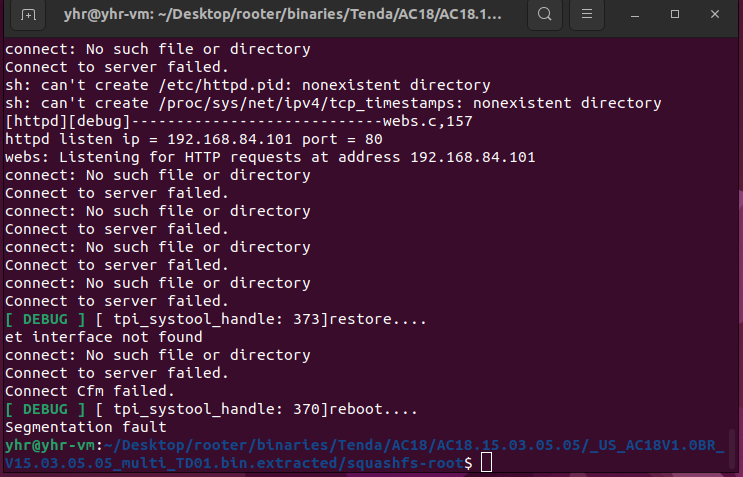 yhr@yhr-vm: ~/Desktop/rooter/binaries/Tenda/AC18/AC18.1...
connect: No such file or directory
Connect to server failed.
sh: can't create /etc/httpd.pid: nonexistent directory
sh: can't create /proc/sys/net/ipv4/tcp_timestamps: nonexistent directory
[httpd][debug]----------------------------webs.c,157
httpd listen ip = 192.168.84.101 port = 80
webs: Listening for HTTP requests at address 192.168.84.101
connect: No such file or directory
Connect to server failed.
connect: No such file or directory
Connect to server failed.
connect: No such file or directory
Connect to server failed.
connect: No such file or directory
Connect to server failed.
[ DEBUG ] [ tpi_systool_handle: 373]restore....
et interface not found
connect: No such file or directory
Connect to server failed.
Connect Cfm failed.
[ DEBUG ] [ tpi_systool_handle: 370]reboot....
Segmentation fault
yhr@yhr-vm:~/Desktop/rooter/binaries/Tenda/AC18/AC18.15.03.05.05/_US_AC18V1.0BR_
V15.03.05.05_multi_TD01.bin.extracted/squashfs-root$